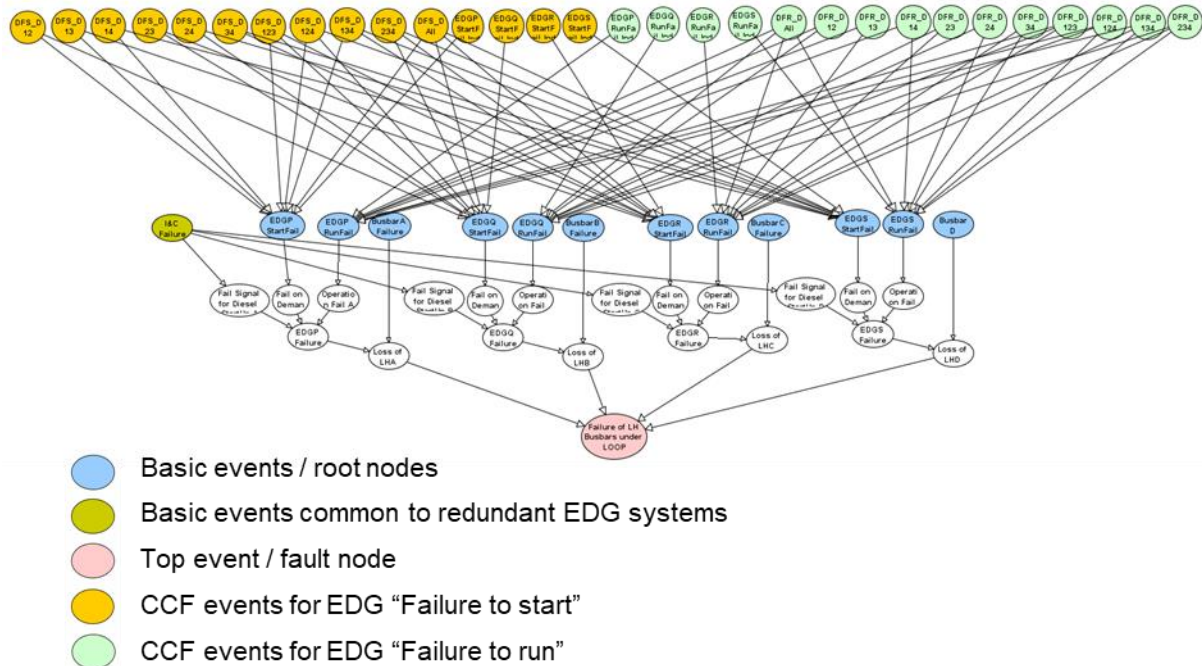 DFS_D 12
DFS_D 13
DFS_D 14
DFS_D 23
DFS_D 24
DFS_D 34
DFS_D 123
DFS_D 124
DFS_D 134
DFS_D 234
DFS_D All
EDGP StartF
EDGQ StartF
EDGR StartF
EDGS StartF
EDGP RunFa
EDGQ RunFa
EDGR RunFa
EDGS RunFa
DFR_D All
DFR_D 12
DFR_D 13
DFR_D 14
DFR_D 23
DFR_D 24
DFR_D 34
DFR_D 123
DFR_D 124
DFR_D 134
DFR_D 234
I&C Failure
EDGP StartFail
EDGP RunFail
BusbarA Failure
EDGQ StartFail
EDGQ RunFail
BusbarB Failure
EDGR StartFail
EDGR RunFail
BusbarC Failure
EDGS StartFail
EDGS RunFail
Busbar D
Fail Signal for Diesel
Fail on Deman
Operati on Fail A
Fail Signal for Diesel
Fail on Deman
Operati on Fail
Fail Signal for Diesel
Fail on Deman
Operati on Fail
Fail Signal for Diesel
Fail on Deman
Operati on Fail
EDGP Failure
Loss of LHA
EDGQ Failure
Loss of LHB
EDGR Failure
Loss of LHC
EDGS Failure
Loss of LHD
Failure of LH Busbars under LOOP
Basic events / root nodes
Basic events common to redundant EDG systems
Top event / fault node
CCF events for EDG “Failure to start”
CCF events for EDG “Failure to run”